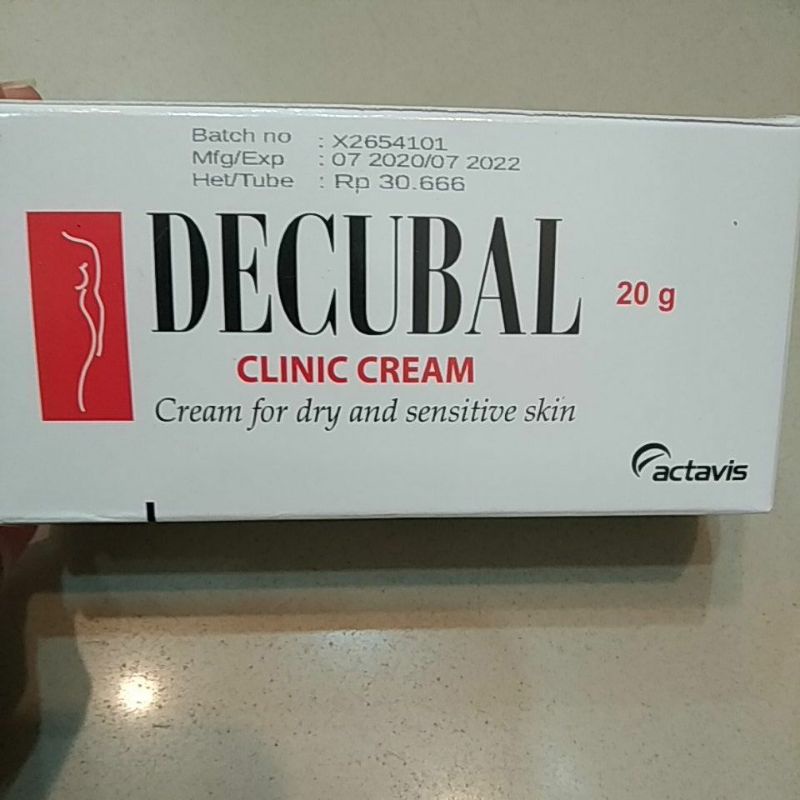 Batch no : X2654101
Mfg/Exp : 07 2020/07 2022
Het/Tube : Rp 30.666
DECUBAL
20 g
CLINIC CREAM
Cream for dry and sensitive skin
actavis